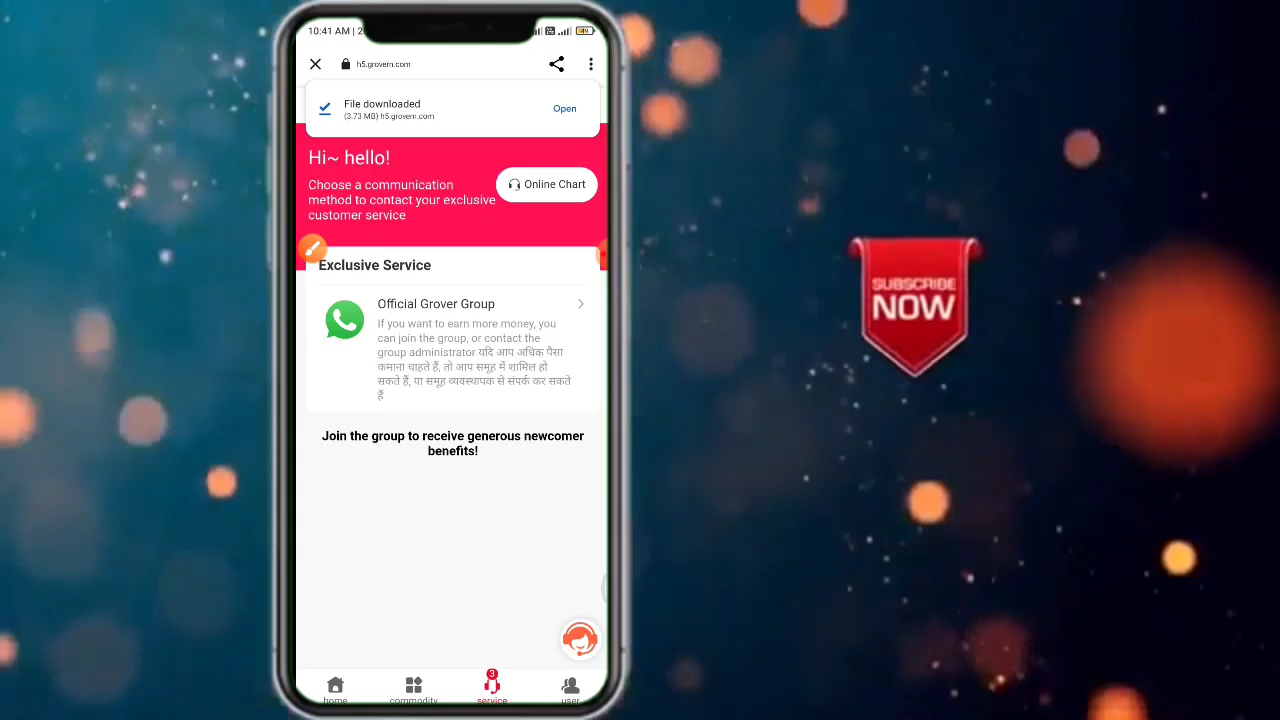 10:41 AM | 2
h5.grovem.com
File downloaded
Open
(3.73 MB) h5.grovem.com
Hi~ hello!
Choose a communication
method to contact your exclusive
customer service
Online Chart
Exclusive Service
Official Grover Group
If you want to earn more money, you
can join the group, or contact the
group administrator यदि आप अधिक पैसा
कमाना चाहते हैं, तो आप समूह में शामिल हो
सकते हैं, या समूह व्यवस्थापक से संपर्क कर सकते
हैं
Join the group to receive generous newcomer
benefits!
3
home
commodity
service
user
SUBSCRIBE
NOW